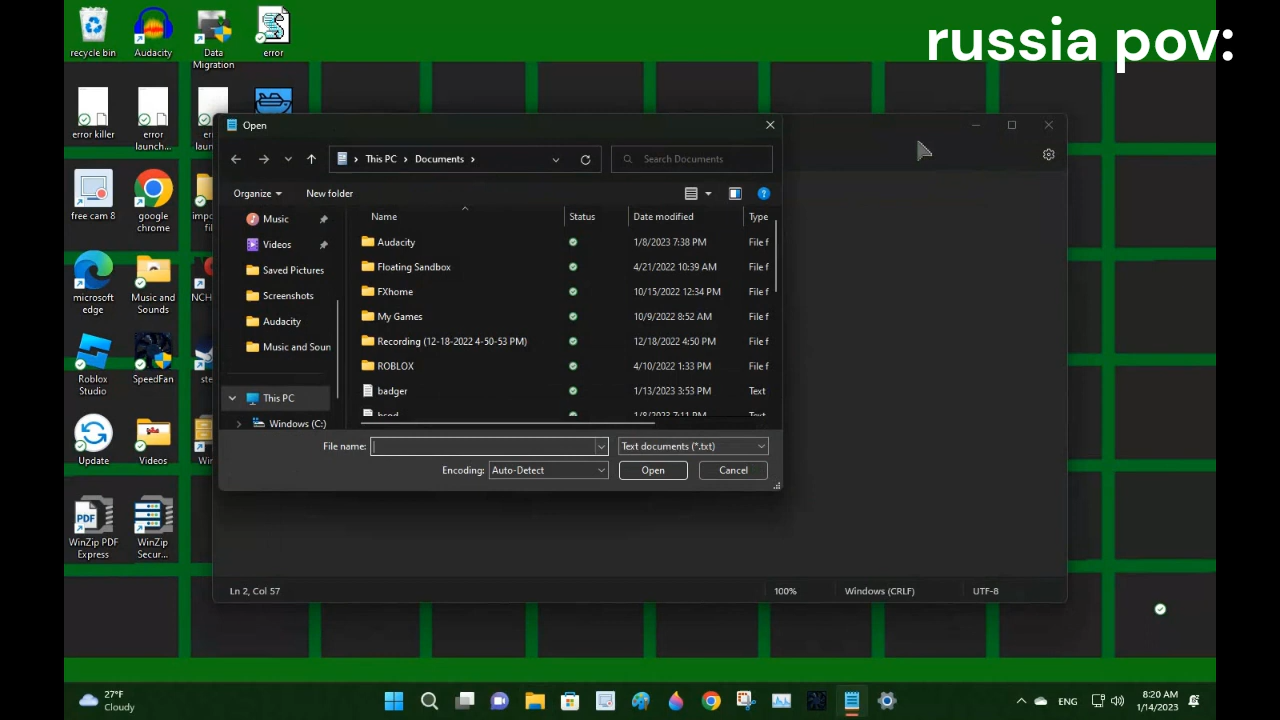 russia pov:
recycle bin
Audacity
Data
Migration
error
error killer
error
launch...
free cam 8
google
chrome
microsoft
edge
Music and
Sounds
NCH
Roblox
Studio
SpeedFan
Update
Videos
WinZip PDF
Express
WinZip
Secur...
Open
This PC
Documents
Search Documents
Organize
New folder
Music
Videos
Saved Pictures
Screenshots
Audacity
Music and Soun
This PC
Windows (C:)
Name Status Date modified Type
Audacity 1/8/2023 7:38 PM File f
Floating Sandbox 4/21/2022 10:39 AM File f
FXhome 10/15/2022 12:34 PM File f
My Games 10/9/2022 8:52 AM File f
Recording (12-18-2022 4-50-53 PM) 12/18/2022 4:50 PM File f
ROBLOX 4/10/2022 1:33 PM File f
badger 1/13/2023 3:53 PM Text
File name:
Text documents (*.txt)
Encoding: Auto-Detect
Open
Cancel
Ln 2, Col 57
100%
Windows (CRLF)
UTF-8
27°F
Cloudy
ENG
8:20 AM
1/14/2023